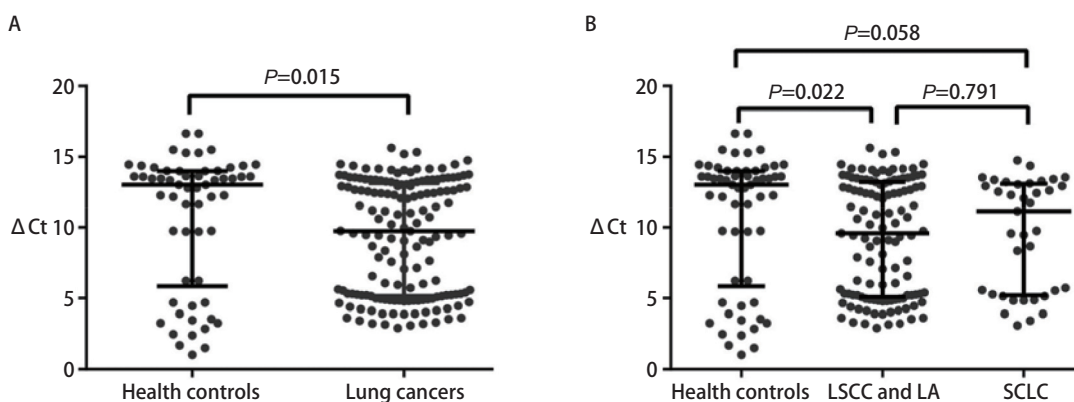 A
P=0.015
20
15
ΔCt 10
5
0
Health controls Lung cancers
B
P=0.058
P=0.022 P=0.791
20
15
ΔCt 10
5
0
Health controls LSCC and LA SCLC